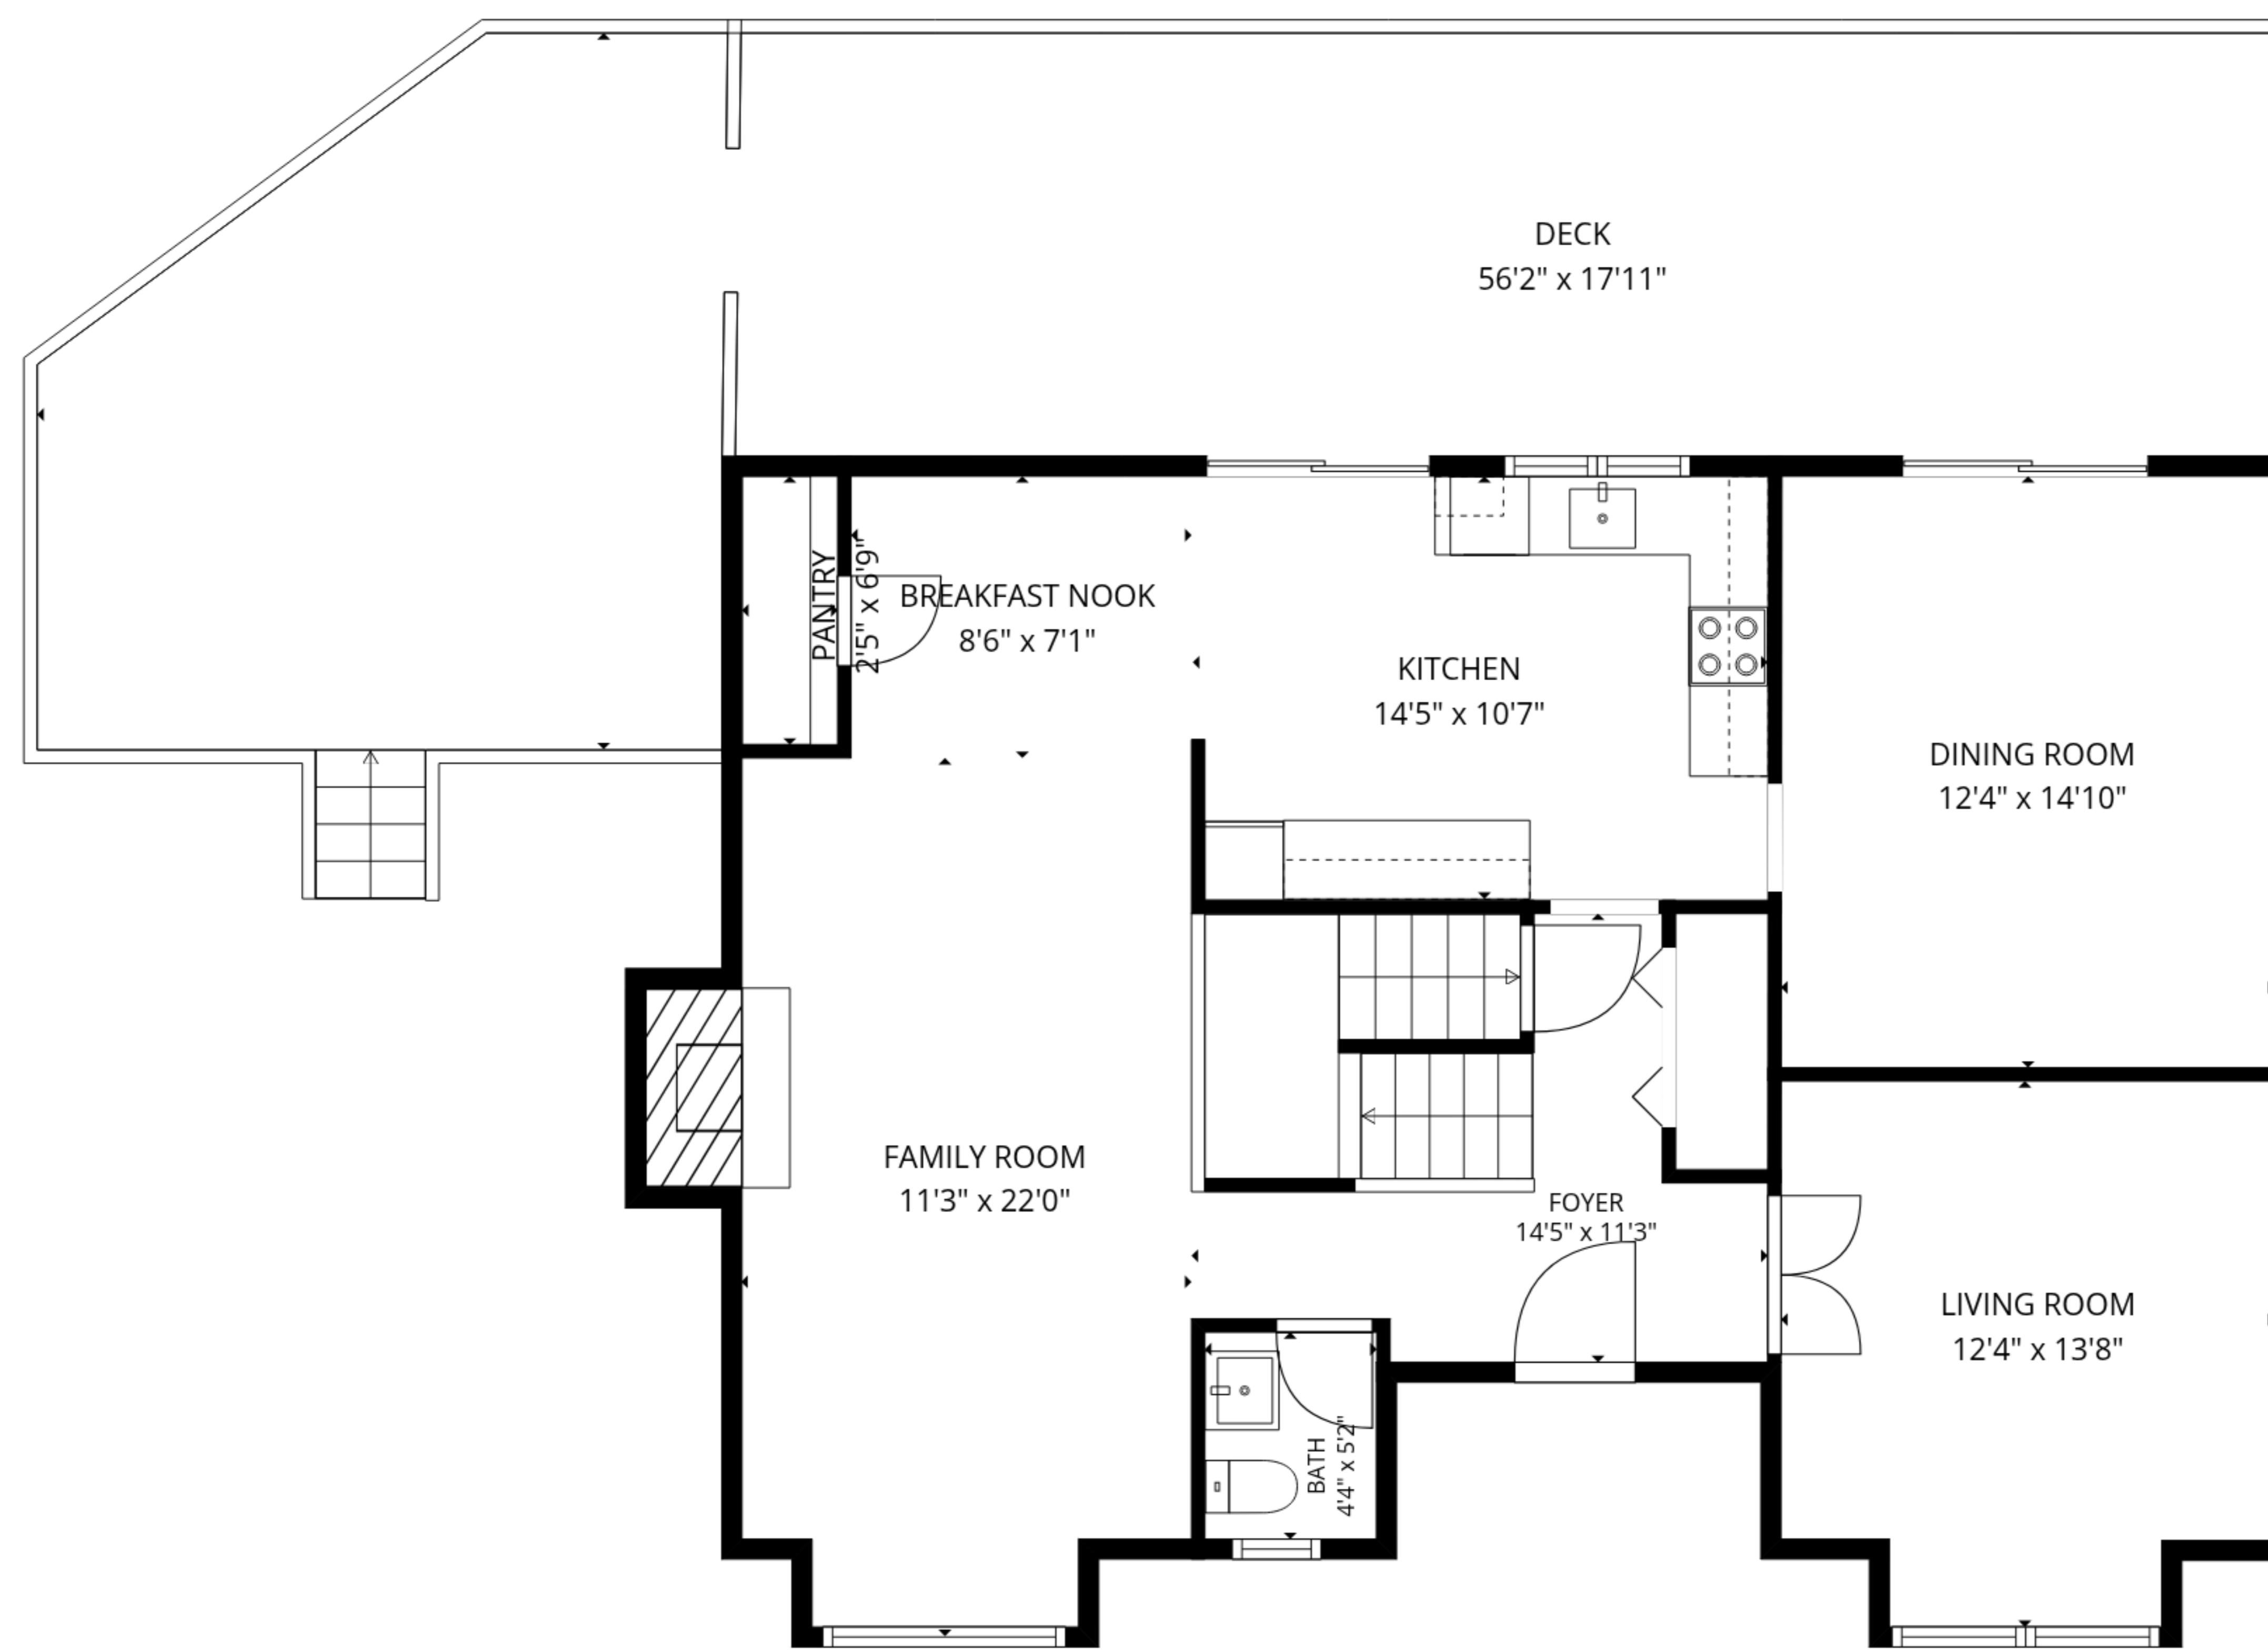 DECK
56'2" x 17'11"
PANTRY
2'5" x 6'9"
BREAKFAST NOOK
8'6" x 7'1"
KITCHEN
14'5" x 10'7"
DINING ROOM
12'4" x 14'10"
FAMILY ROOM
11'3" x 22'0"
FOYER
14'5" x 11'3"
LIVING ROOM
12'4" x 13'8"
BATH
4'4" x 5'2"